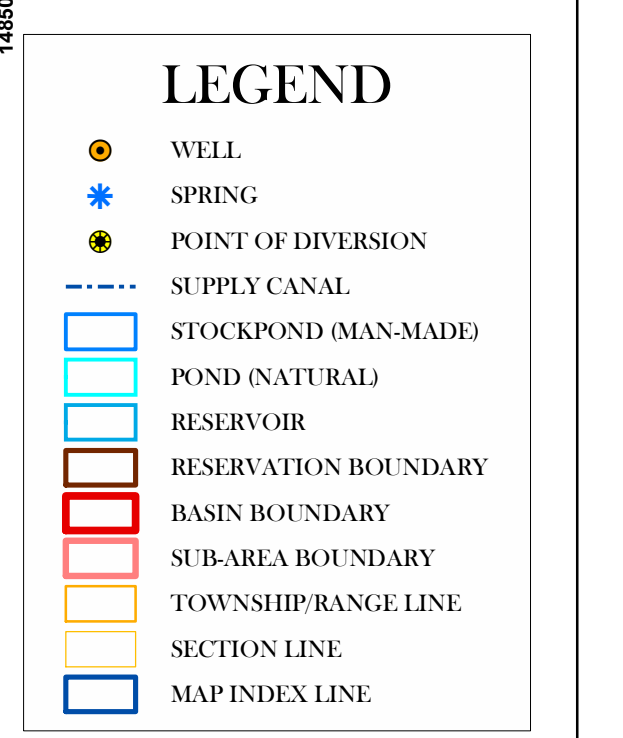 14850
LEGEND
WELL
SPRING
POINT OF DIVERSION
SUPPLY CANAL
STOCKPOND (MAN-MADE)
POND (NATURAL)
RESERVOIR
RESERVATION BOUNDARY
BASIN BOUNDARY
SUB-AREA BOUNDARY
TOWNSHIP/RANGE LINE
SECTION LINE
MAP INDEX LINE